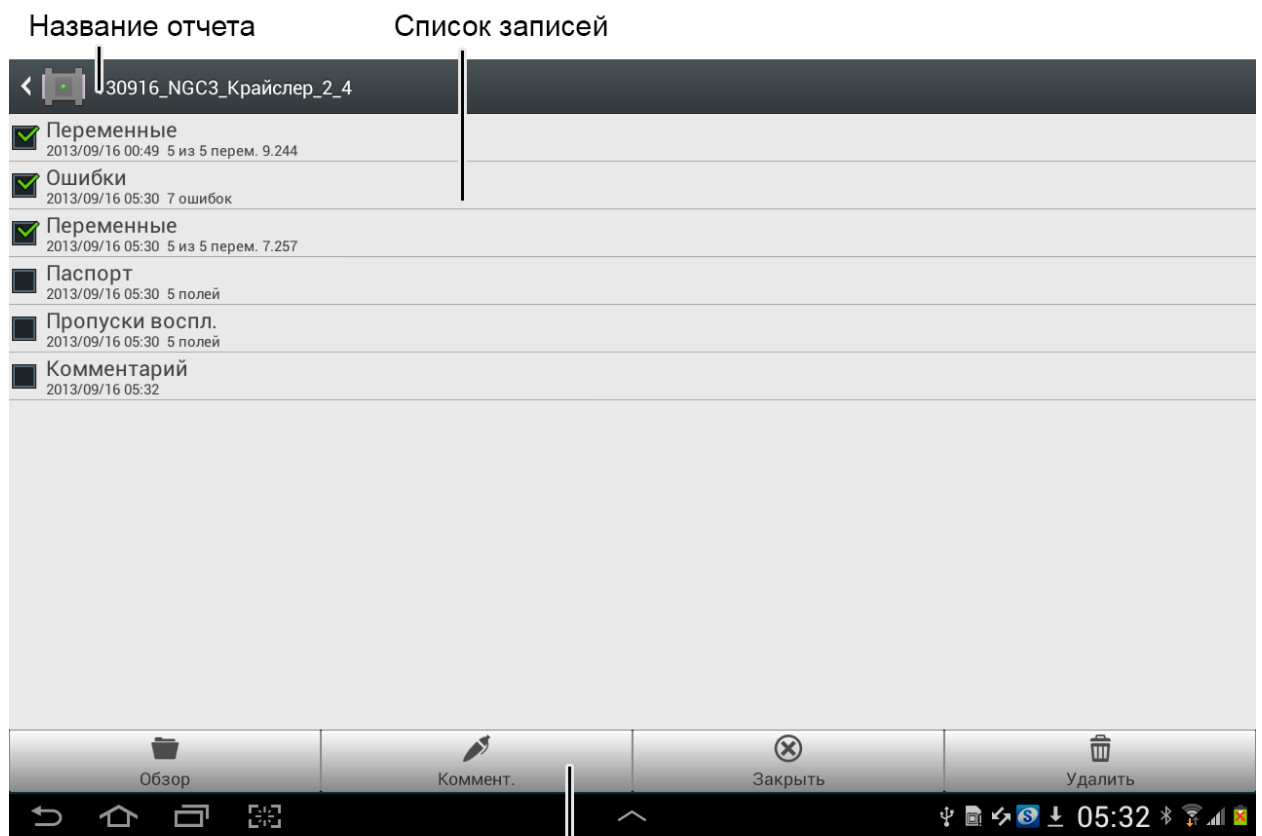 Название отчета
Список записей
30916_NGC3_Крайслер_2_4
Переменные
2013/09/16 00:49 5 из 5 перем. 9.244
Ошибки
2013/09/16 05:30 7 ошибок
Переменные
2013/09/16 05:30 5 из 5 перем. 7.257
Паспорт
2013/09/16 05:30 5 полей
Пропуски воспл.
2013/09/16 05:30 5 полей
Комментарий
2013/09/16 05:32
Обзор
Коммент.
Закрыть
Удалить
05:32